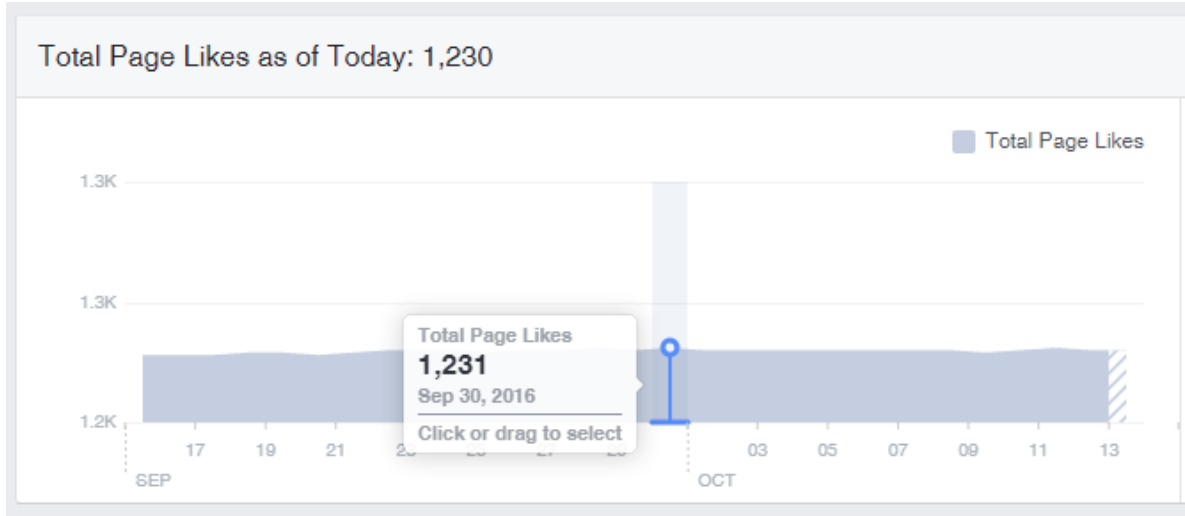 Total Page Likes as of Today: 1,230
Total Page Likes
1.3K
1.3K
Total Page Likes
1,231
Sep 30, 2016
Click or drag to select
1.2K
17 19 21 03 05 07 09 11 13
SEP OCT